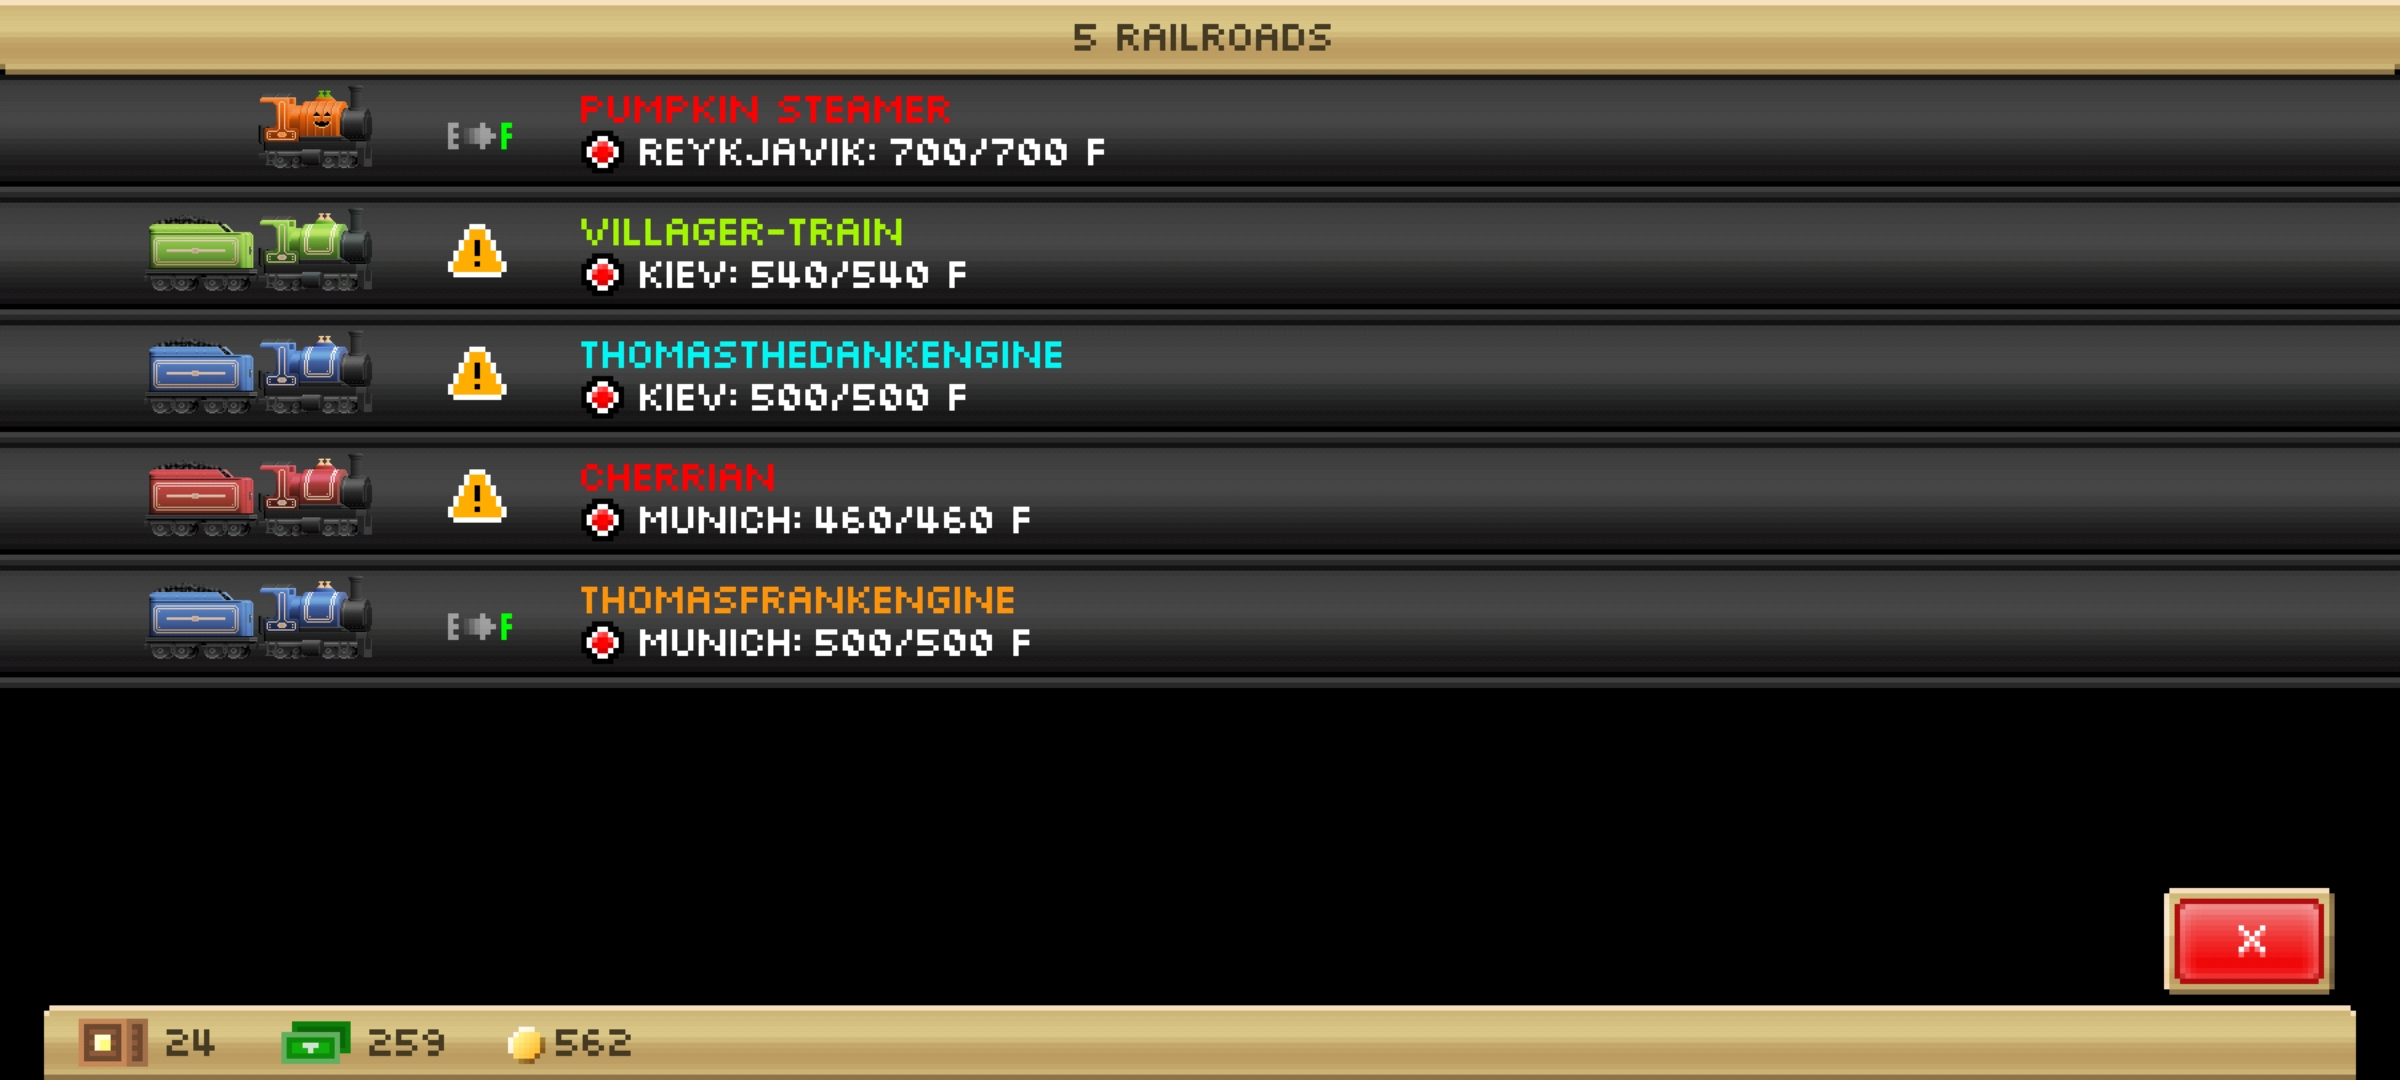 5 RAILROADS
E F
PUMPKIN STEAMER
REYKJAVIK: 700/700 F
!
VILLAGER-TRAIN
KIEV: 540/540 F
!
THOMASTHEDANKENGINE
KIEV: 500/500 F
!
CHERRIAN
MUNICH: 460/460 F
E F
THOMASFRANKENGINE
MUNICH: 500/500 F
X
24 259 562